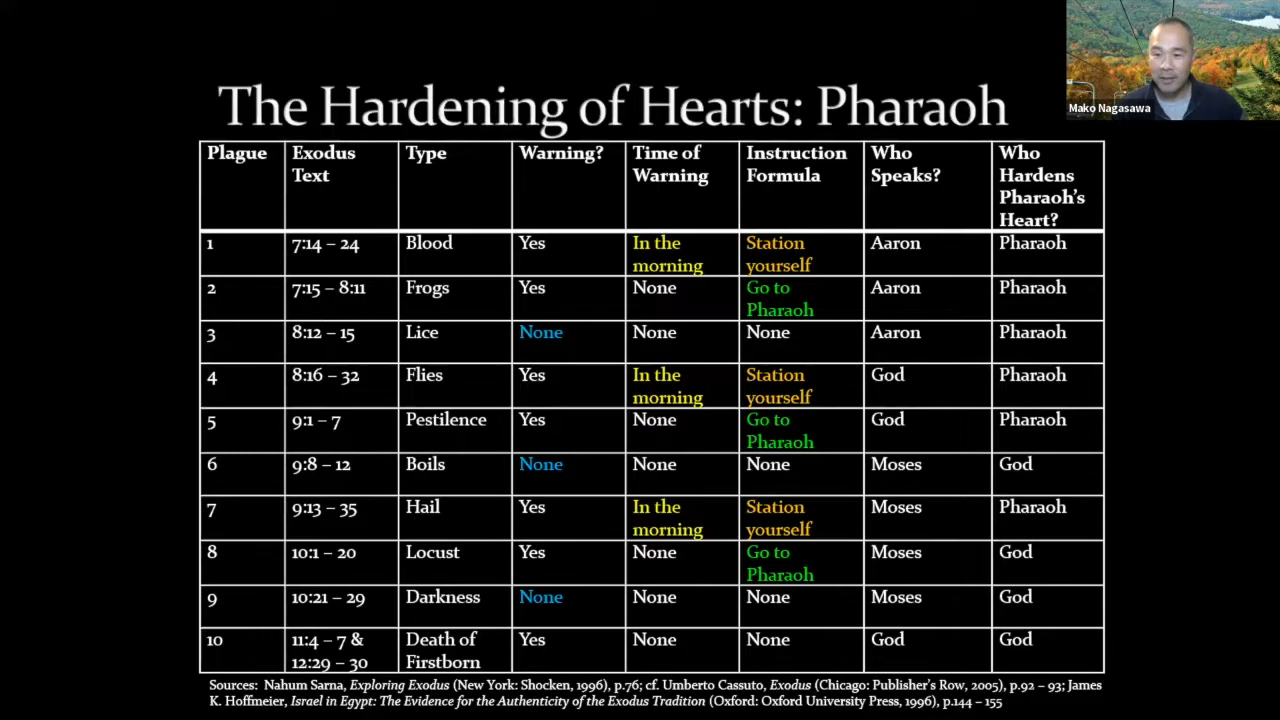 Mako Nagasawa
The Hardening of Hearts: Pharaoh
Plague Exodus Text Type Warning? Time of Warning Instruction Formula Who Speaks? Who Hardens Pharaoh's Heart?
1 7:14 – 24 Blood Yes In the morning Station yourself Aaron Pharaoh
2 7:15 – 8:11 Frogs Yes None Go to Pharaoh Aaron Pharaoh
3 8:12 – 15 Lice None None None Aaron Pharaoh
4 8:16 – 32 Flies Yes In the morning Station yourself God Pharaoh
5 9:1 – 7 Pestilence Yes None Go to Pharaoh God Pharaoh
6 9:8 – 12 Boils None None None Moses God
7 9:13 – 35 Hail Yes In the morning Station yourself Moses Pharaoh
8 10:1 – 20 Locust Yes None Go to Pharaoh Moses God
9 10:21 – 29 Darkness None None None Moses God
10 11:4 – 7 & 12:29 – 30 Death of Firstborn Yes None None God God
Sources: Nahum Sarna, Exploring Exodus (New York: Shocken, 1996), p.76; cf. Umberto Cassuto, Exodus (Chicago: Publisher's Row, 2005), p.92 – 93; James
K. Hoffmeier, Israel in Egypt: The Evidence for the Authenticity of the Exodus Tradition (Oxford: Oxford University Press, 1996), p.144 – 155